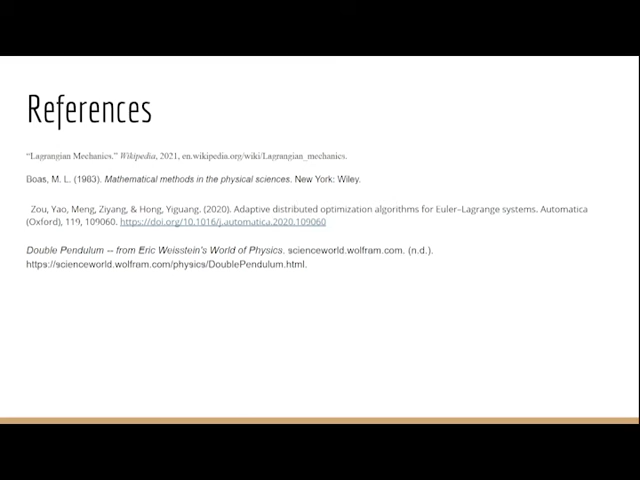 References
“Lagrangian Mechanics.” Wikipedia, 2021, en.wikipedia.org/wiki/Lagrangian_mechanics.
Boas, M. L. (1983). Mathematical methods in the physical sciences. New York: Wiley.
Zou, Yao, Meng, Ziyang, & Hong, Yiguang. (2020). Adaptive distributed optimization algorithms for Euler–Lagrange systems. Automatica
(Oxford), 119, 109060. https://doi.org/10.1016/j.automatica.2020.109060
Double Pendulum -- from Eric Weisstein's World of Physics. scienceworld.wolfram.com. (n.d.).
https://scienceworld.wolfram.com/physics/DoublePendulum.html.